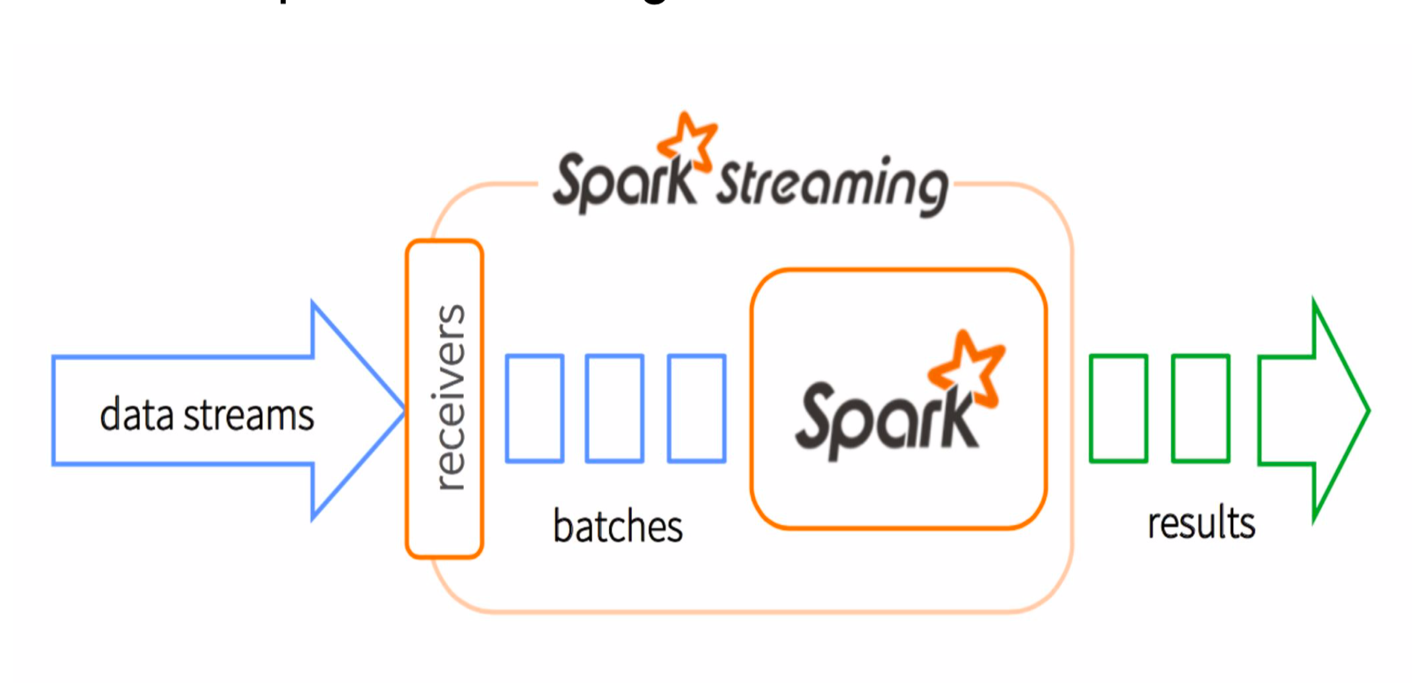 Spark Streaming
data streams
receivers
batches
Spark
results